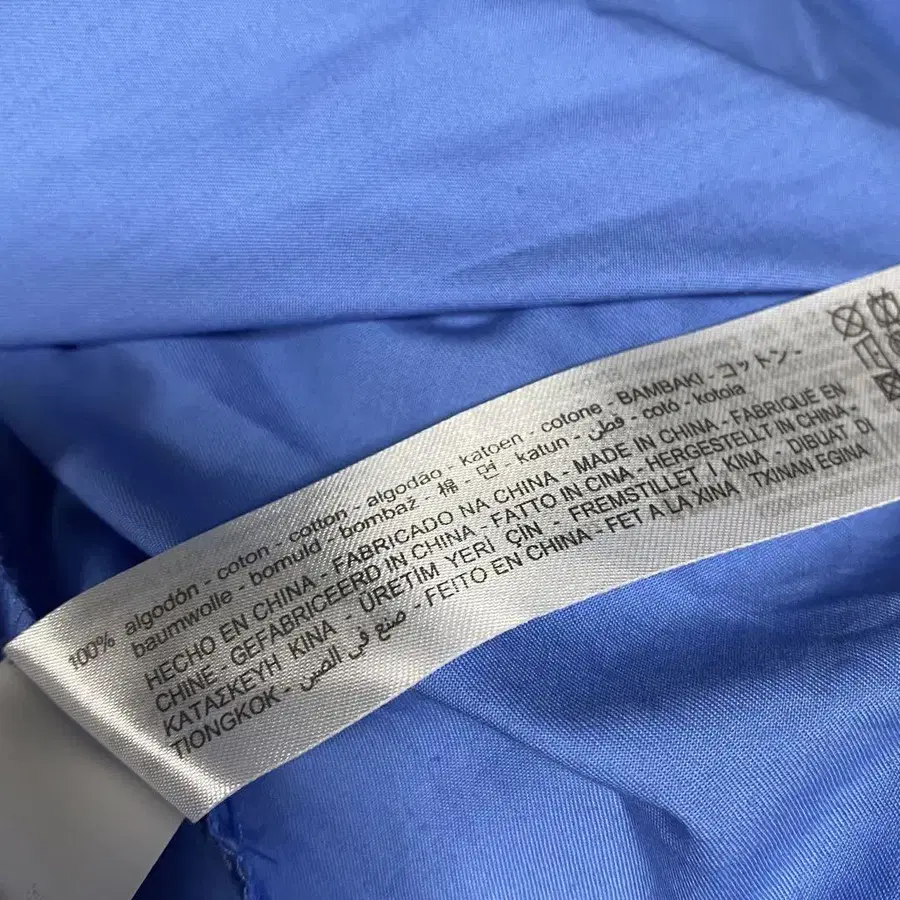 100% algodón - coton - cotton - algodão - katoen - cotone - BAMBAKI - コットン -
baumwolle - bomuld - bombaž - 棉 - 면 - katun - قطن - coló - kotoia
HECHO EN CHINA - FABRICADO NA CHINA - MADE IN CHINA - FABRIQUÉ EN
CHINE - GEFABRICEERD IN CHINA - FATTO IN CINA - HERGESTELLT IN CHINA -
ΚΑΤΑΣΚΕΥΗ ΚΙΝΑ - ÜRETİM YERİ ÇİN - FREMSTILLET I KINA - DIBUAT DI
TIONGKOK - صنع في الصين - FEITO EN CHINA - FET A LA XINA TXINAN EGINA